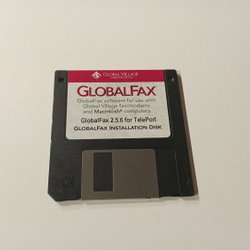 GLOBAL VILLAGE
GLOBALFAX
GlobalFax software for use with
Global Village fax/modems
and Macintosh® computers
GlobalFax 2.5.6 for TelePort
GLOBALFAX INSTALLATION DISK